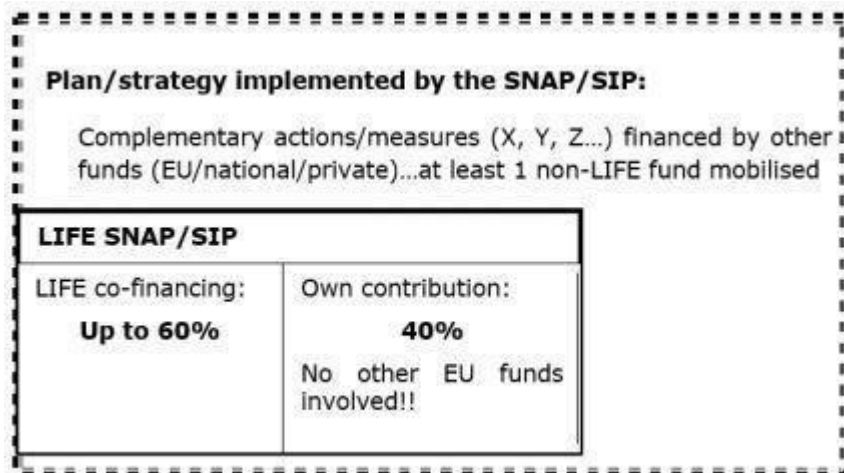 Plan/strategy implemented by the SNAP/SIP:
Complementary actions/measures (X, Y, Z...) financed by other
funds (EU/national/private)...at least 1 non-LIFE fund mobilised
LIFE SNAP/SIP
LIFE co-financing:
Up to 60%
Own contribution:
40%
No other EU funds
involved!!